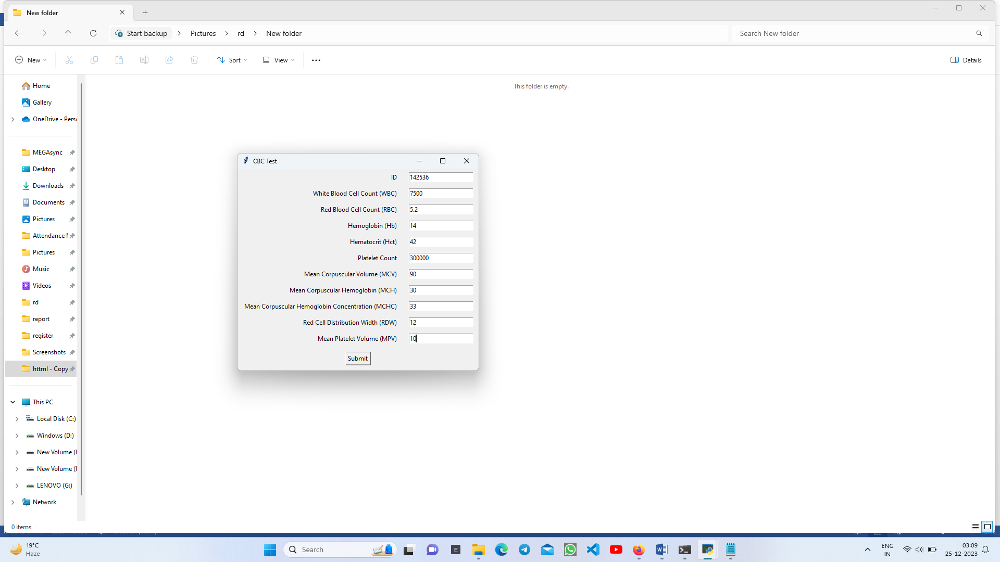 New folder
Start backup
Pictures
rd
New folder
Search New folder
New
Sort
View
Details
Home
Gallery
OneDrive - Pers
MEGAsync
Desktop
Downloads
Documents
Pictures
Attendance
Pictures
Music
Videos
rd
report
register
Screenshots
httml - Copy
This PC
Local Disk (C:)
Windows (D:)
New Volume (
New Volume (
LENOVO (G:)
Network
0 items
This folder is empty.
CBC Test
ID 142536
White Blood Cell Count (WBC) 7500
Red Blood Cell Count (RBC) 5.2
Hemoglobin (Hb) 14
Hematocrit (Hct) 42
Platelet Count 300000
Mean Corpuscular Volume (MCV) 90
Mean Corpuscular Hemoglobin (MCH) 30
Mean Corpuscular Hemoglobin Concentration (MCHC) 33
Red Cell Distribution Width (RDW) 12
Mean Platelet Volume (MPV) 10
Submit
19°C
Haze
Search
E
ENG
IN
03:09
25-12-2023